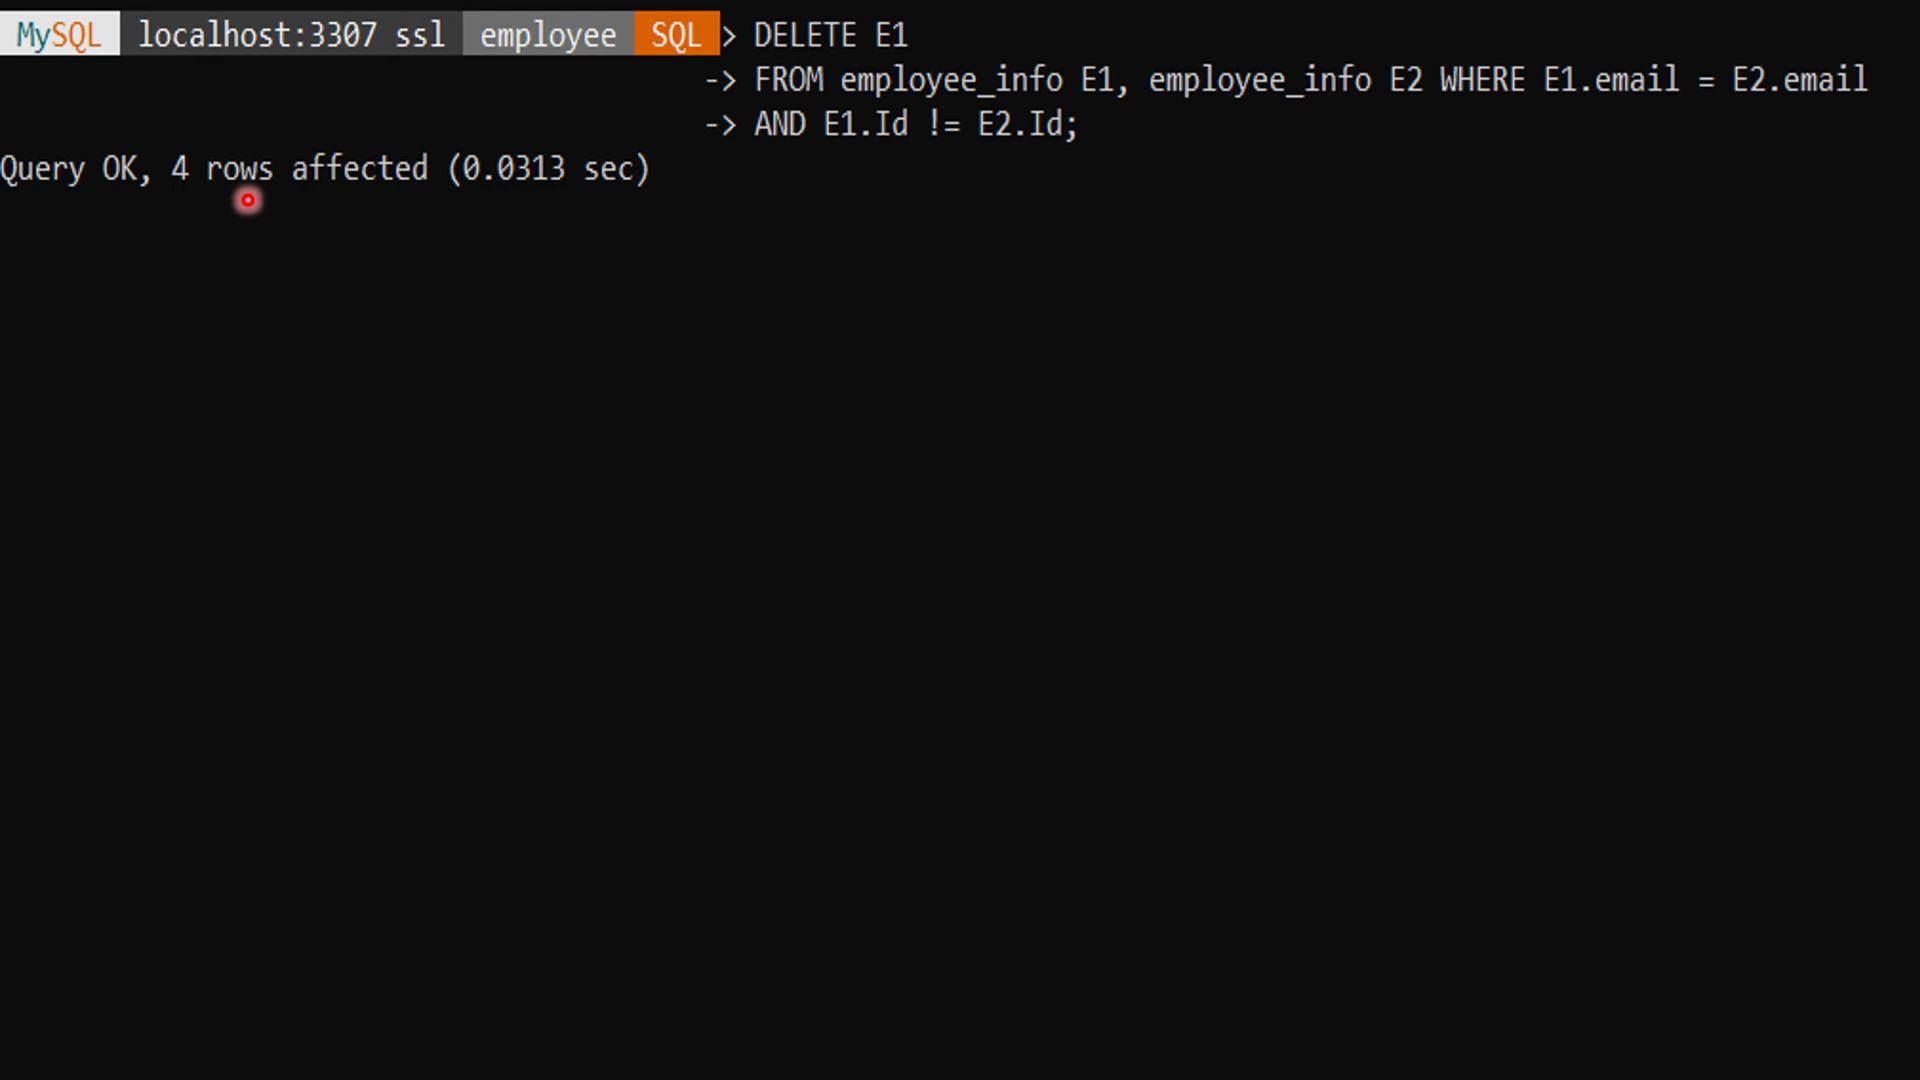 MySQL localhost:3307 ssl employee SQL > DELETE E1
-> FROM employee_info E1, employee_info E2 WHERE E1.email = E2.email
-> AND E1.Id != E2.Id;
Query OK, 4 rows affected (0.0313 sec)